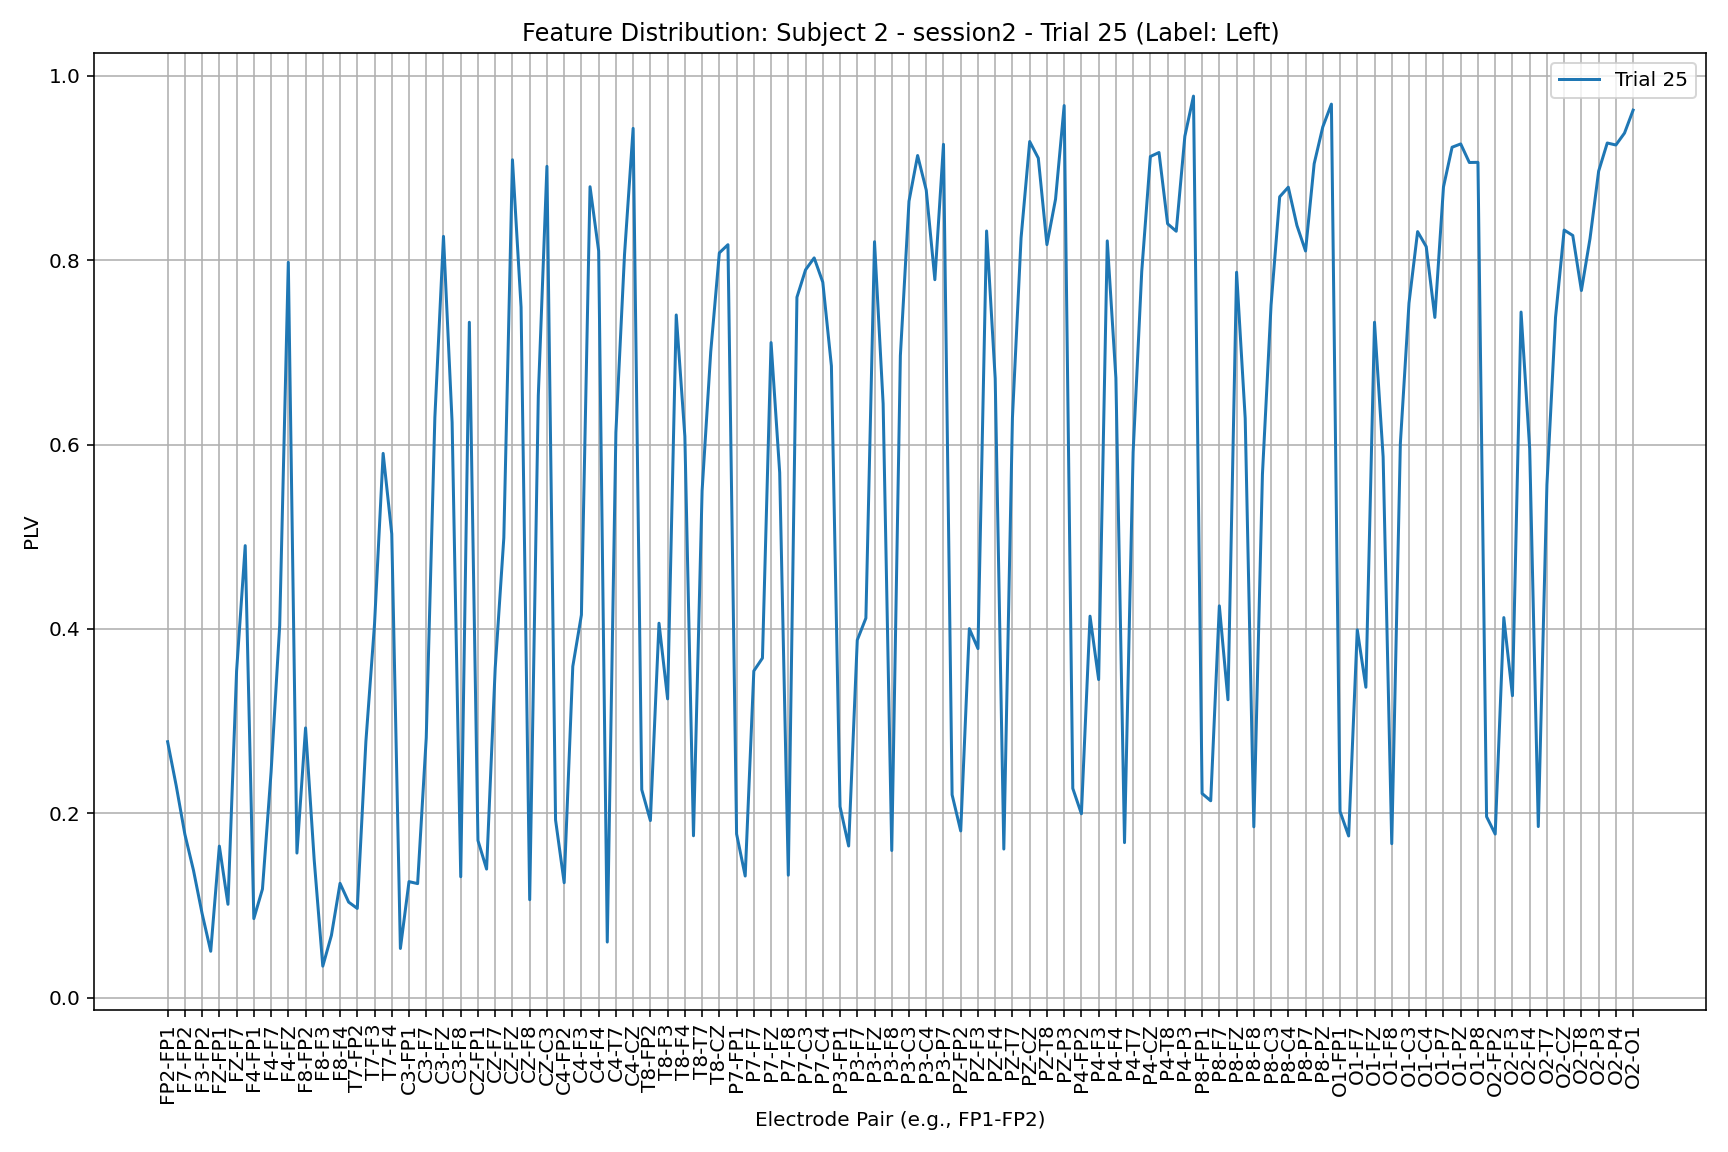 Feature Distribution: Subject 2 - session2 - Trial 25 (Label: Left)
Trial 25
1.0
0.8
0.6
0.4
0.2
0.0
PLV
FP2-FP1
F7-FP2
F3-FP2
FZ-FP1
FZ-F7
F4-FP1
F4-F7
F4-FZ
F8-FP2
F8-F3
F8-F4
T7-FP2
T7-F3
T7-F4
C3-FP1
C3-F7
C3-FZ
C3-F8
CZ-FP1
CZ-F7
CZ-FZ
CZ-F8
CZ-C3
C4-FP2
C4-F3
C4-F4
C4-T7
C4-CZ
T8-FP2
T8-F3
T8-F4
T8-T7
T8-CZ
P7-FP1
P7-F7
P7-FZ
P7-F8
P7-C3
P7-C4
P3-FP1
P3-F7
P3-FZ
P3-F8
P3-C3
P3-C4
P3-P7
PZ-FP2
PZ-F3
PZ-F4
PZ-T7
PZ-CZ
PZ-T8
PZ-P3
P4-FP2
P4-F3
P4-F4
P4-T7
P4-CZ
P4-T8
P4-P3
P8-FP1
P8-F7
P8-FZ
P8-F8
P8-C3
P8-C4
P8-P7
P8-PZ
O1-FP1
O1-F7
O1-FZ
O1-F8
O1-C3
O1-C4
O1-P7
O1-PZ
O1-P8
O2-FP2
O2-F3
O2-F4
O2-T7
O2-CZ
O2-T8
O2-P3
O2-P4
O2-O1
Electrode Pair (e.g., FP1-FP2)